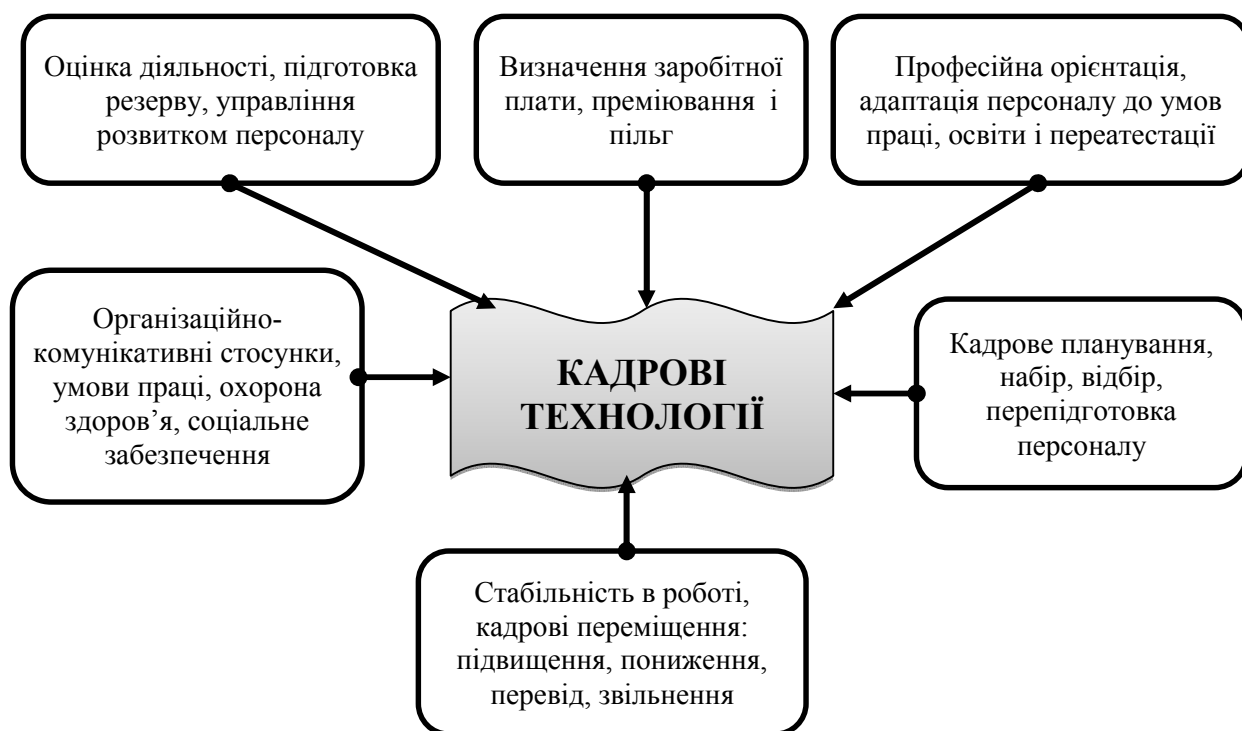 Оцінка діяльності, підготовка
резерву, управління
розвитком персоналу
Визначення заробітної
плати, преміювання і
пільг
Професійна орієнтація,
адаптація персоналу до умов
праці, освіти і переатестації
Організаційно-
комунікативні стосунки,
умови праці, охорона
здоров’я, соціальне
забезпечення
КАДРОВІ
ТЕХНОЛОГІЇ
Кадрове планування,
набір, відбір,
перепідготовка
персоналу
Стабільність в роботі,
кадрові переміщення:
підвищення, пониження,
перевід, звільнення